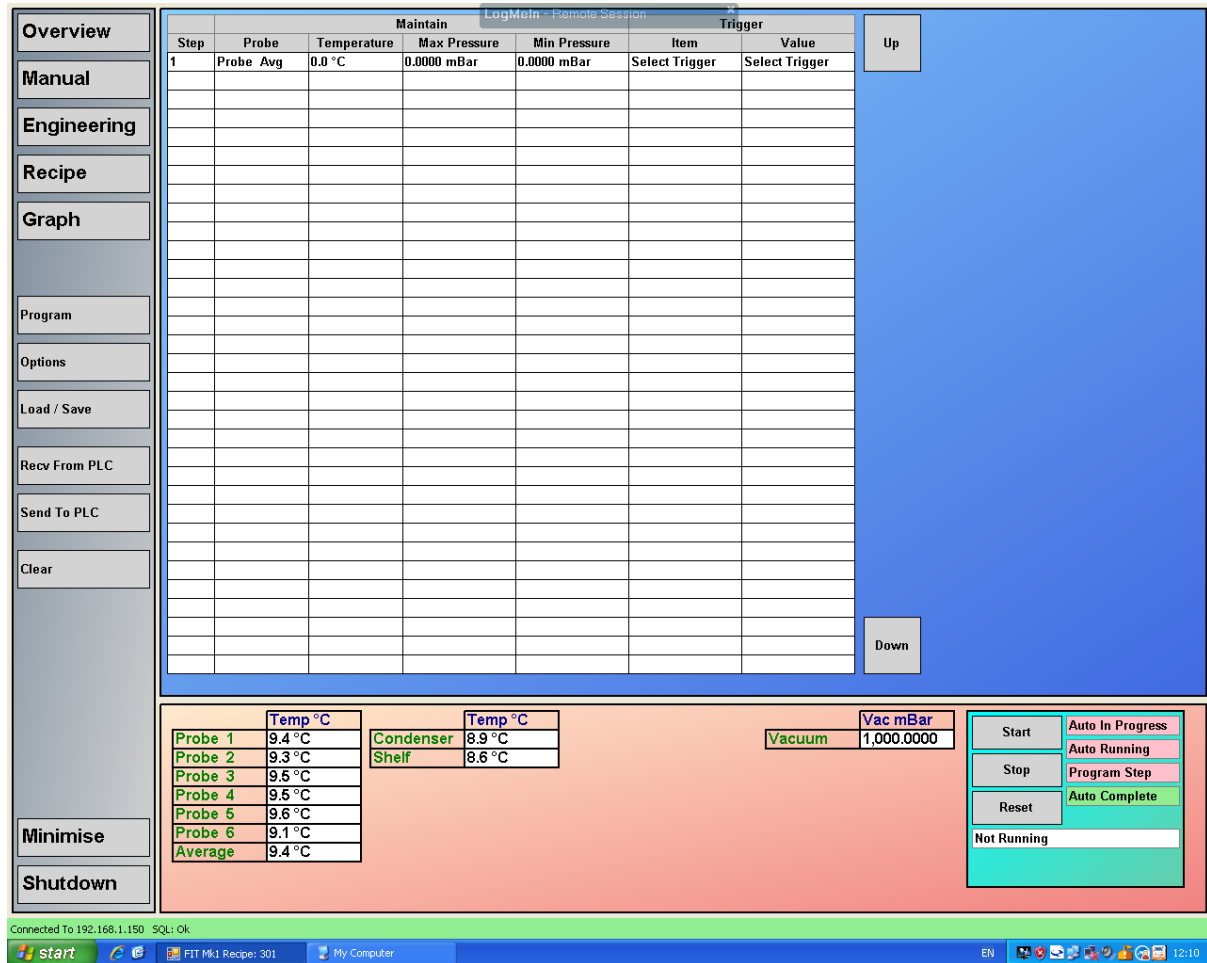 LogMeIn - Remote Session
Overview
Manual
Engineering
Recipe
Graph
Program
Options
Load / Save
Recv From PLC
Send To PLC
Clear
Minimise
Shutdown
Maintain Trigger
Step Probe Temperature Max Pressure Min Pressure Item Value
1 Probe Avg 0.0 °C 0.0000 mBar 0.0000 mBar Select Trigger Select Trigger
Up
Down
Temp °C
Probe 1 9.4 °C
Probe 2 9.3 °C
Probe 3 9.5 °C
Probe 4 9.5 °C
Probe 5 9.6 °C
Probe 6 9.1 °C
Average 9.4 °C
Temp °C
Condenser 8.9 °C
Shelf 8.6 °C
Vac mBar
Vacuum 1,000.0000
Start
Stop
Reset
Auto In Progress
Auto Running
Program Step
Auto Complete
Not Running
Connected To 192.168.1.150 SQL: Ok
start FIT Mk1 Recipe: 301 My Computer EN 12:10